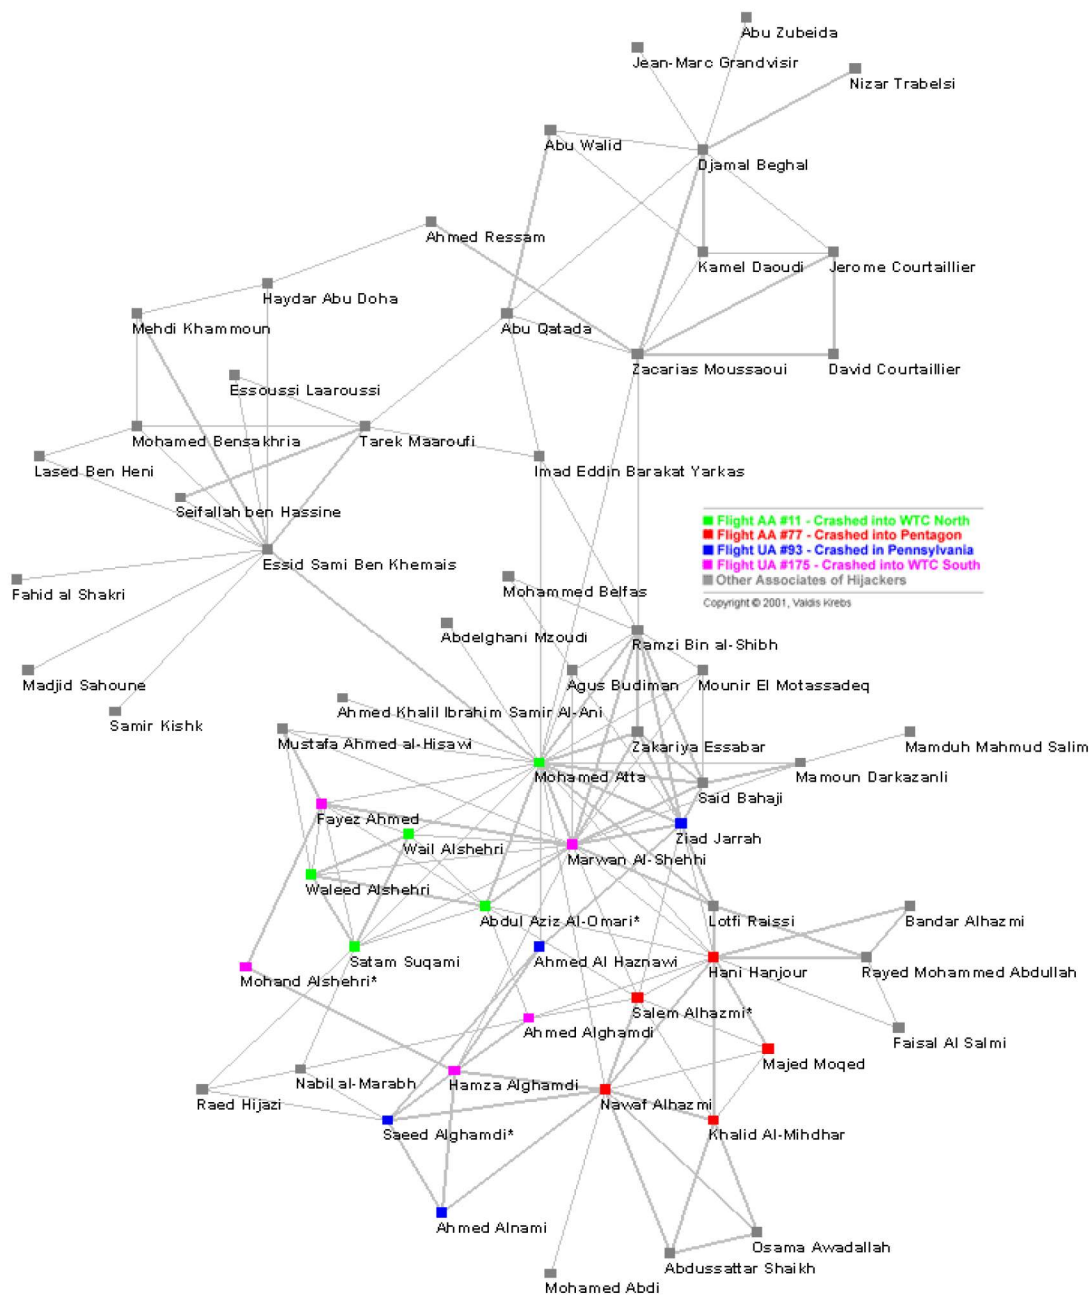 Abu Zubeida
Jean-Marc Grandvisir
Nizar Trabelsi
Abu Walid
Djamal Beghal
Ahmed Ressam
Kamel Daoudi
Jerome Courtaillier
Haydar Abu Doha
Mehdi Khammoun
Abu Qatada
Zacarias Moussaoui
David Courtaillier
Essoussi Laaroussi
Mohamed Bensakhria
Tarek Maaroufi
Lased Ben Heni
Imad Eddin Barakat Yarkas
Seifallah ben Hassine
Flight AA #11 - Crashed into WTC North
Flight AA #77 - Crashed into Pentagon
Flight UA #93 - Crashed in Pennsylvania
Flight UA #175 - Crashed into WTC South
Other Associates of Hijackers
Copyright © 2001, Valdis Krebs
Essid Sami Ben Khemais
Fahid al Shakri
Mohammed Belfas
Abdelghani Mzoudi
Ramzi Bin al-Shibh
Madjid Sahoune
Agus Budiman
Mounir El Motassadeq
Samir Kishk
Ahmed Khalil Ibrahim Samir Al-Ani
Mustafa Ahmed al-Hisawi
Zakariya Essabar
Mamduh Mahmud Salim
Mohamed Atta
Mamoun Darkazanli
Said Bahaji
Fayez Ahmed
Ziad Jarrah
Wail Alshehri
Marwan Al-Shehhi
Waleed Alshehri
Abdul Aziz Al-Omari*
Lotfi Raissi
Bandar Alhazmi
Satam Suqami
Ahmed Al Haznawi
Hani Hanjour
Rayed Mohammed Abdullah
Mohand Alshehri*
Salem Alhazmi*
Ahmed Alghamdi
Faisal Al Salmi
Majed Moqed
Nabil al-Marabh
Hamza Alghamdi
Raed Hijazi
Nawaf Alhazmi
Saeed Alghamdi*
Khalid Al-Mihdhar
Ahmed Alnami
Osama Awadallah
Abdussattar Shaikh
Mohamed Abdi